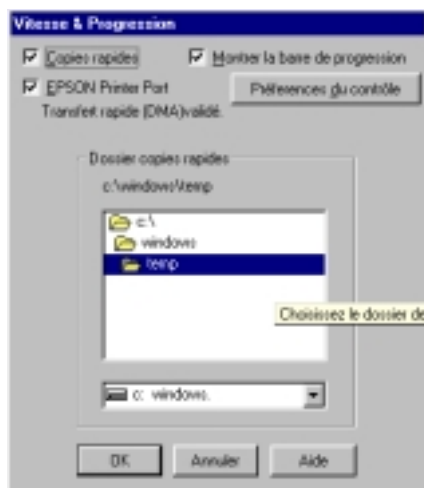 Vitesse & Progression
Copies rapides
Montrer la barre de progression
EPSON Printer Port
Préférences du contrôle
Transfert rapide (DMA)validé.
Dossier copies rapides
c:\windows\temp
c:\
windows
temp
Choisissez le dossier de
c: windows.
OK
Annuler
Aide